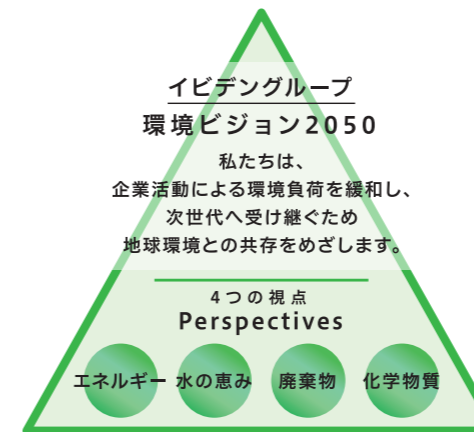 イビデングループ
環境ビジョン2050
私たちは、
企業活動による環境負荷を緩和し、
次世代へ受け継ぐため
地球環境との共存をめざします。
4つの視点
Perspectives
エネルギー 水の恵み 廃棄物 化学物質